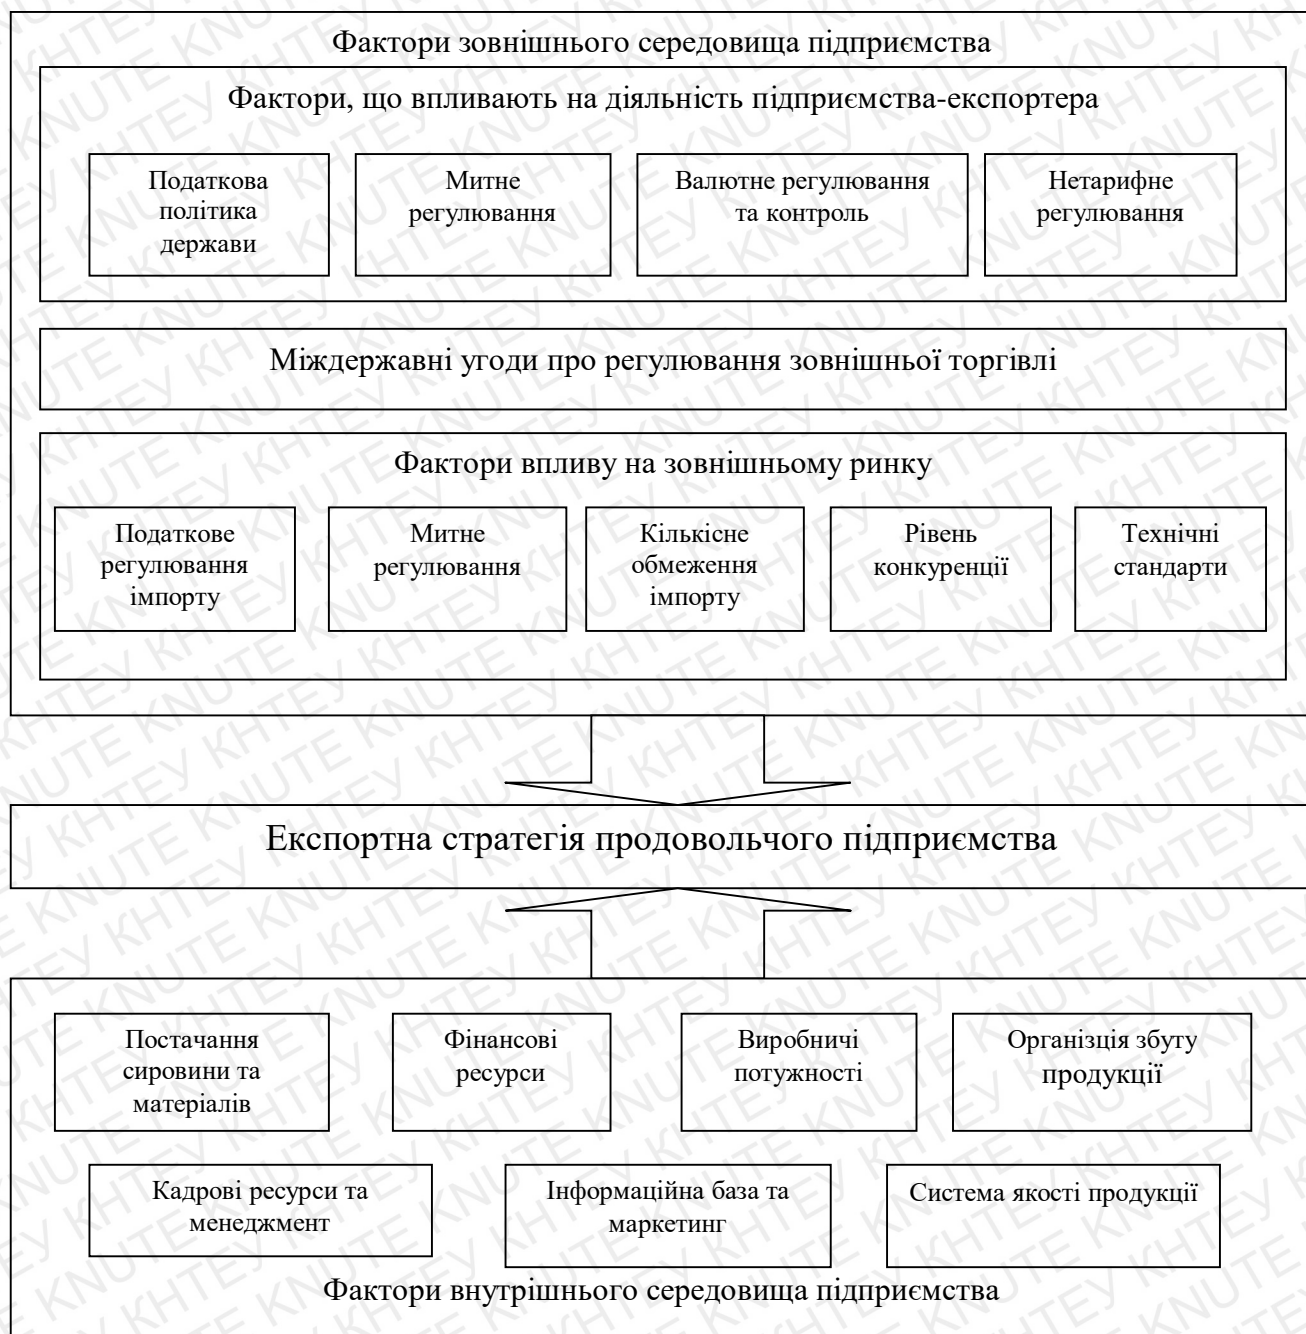 Фактори зовнішнього середовища підприємства
Фактори, що впливають на діяльність підприємства-експортера
Податкова
політика
держави
Митне
регулювання
Валютне регулювання
та контроль
Нетарифне
регулювання
Міждержавні угоди про регулювання зовнішньої торгівлі
Фактори впливу на зовнішньому ринку
Податкове
регулювання
імпорту
Митне
регулювання
Кількісне
обмеження
імпорту
Рівень
конкуренції
Технічні
стандарти
Експортна стратегія продовольчого підприємства
Постачання
сировини та
матеріалів
Фінансові
ресурси
Виробничі
потужності
Організція збуту
продукції
Кадрові ресурси та
менеджмент
Інформаційна база та
маркетинг
Система якості продукції
Фактори внутрішнього середовища підприємства